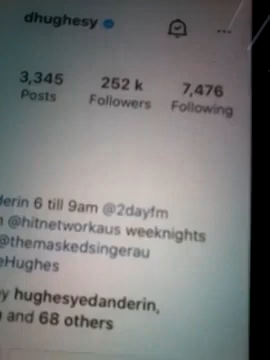 dhughesy
3,345 252 k 7,476
Posts Followers Following
derin 6 till 9am @2dayfm
@hitnetworkaus weeknights
@themaskedsingerau
eHughes
y hughesyedanderin,
and 68 others